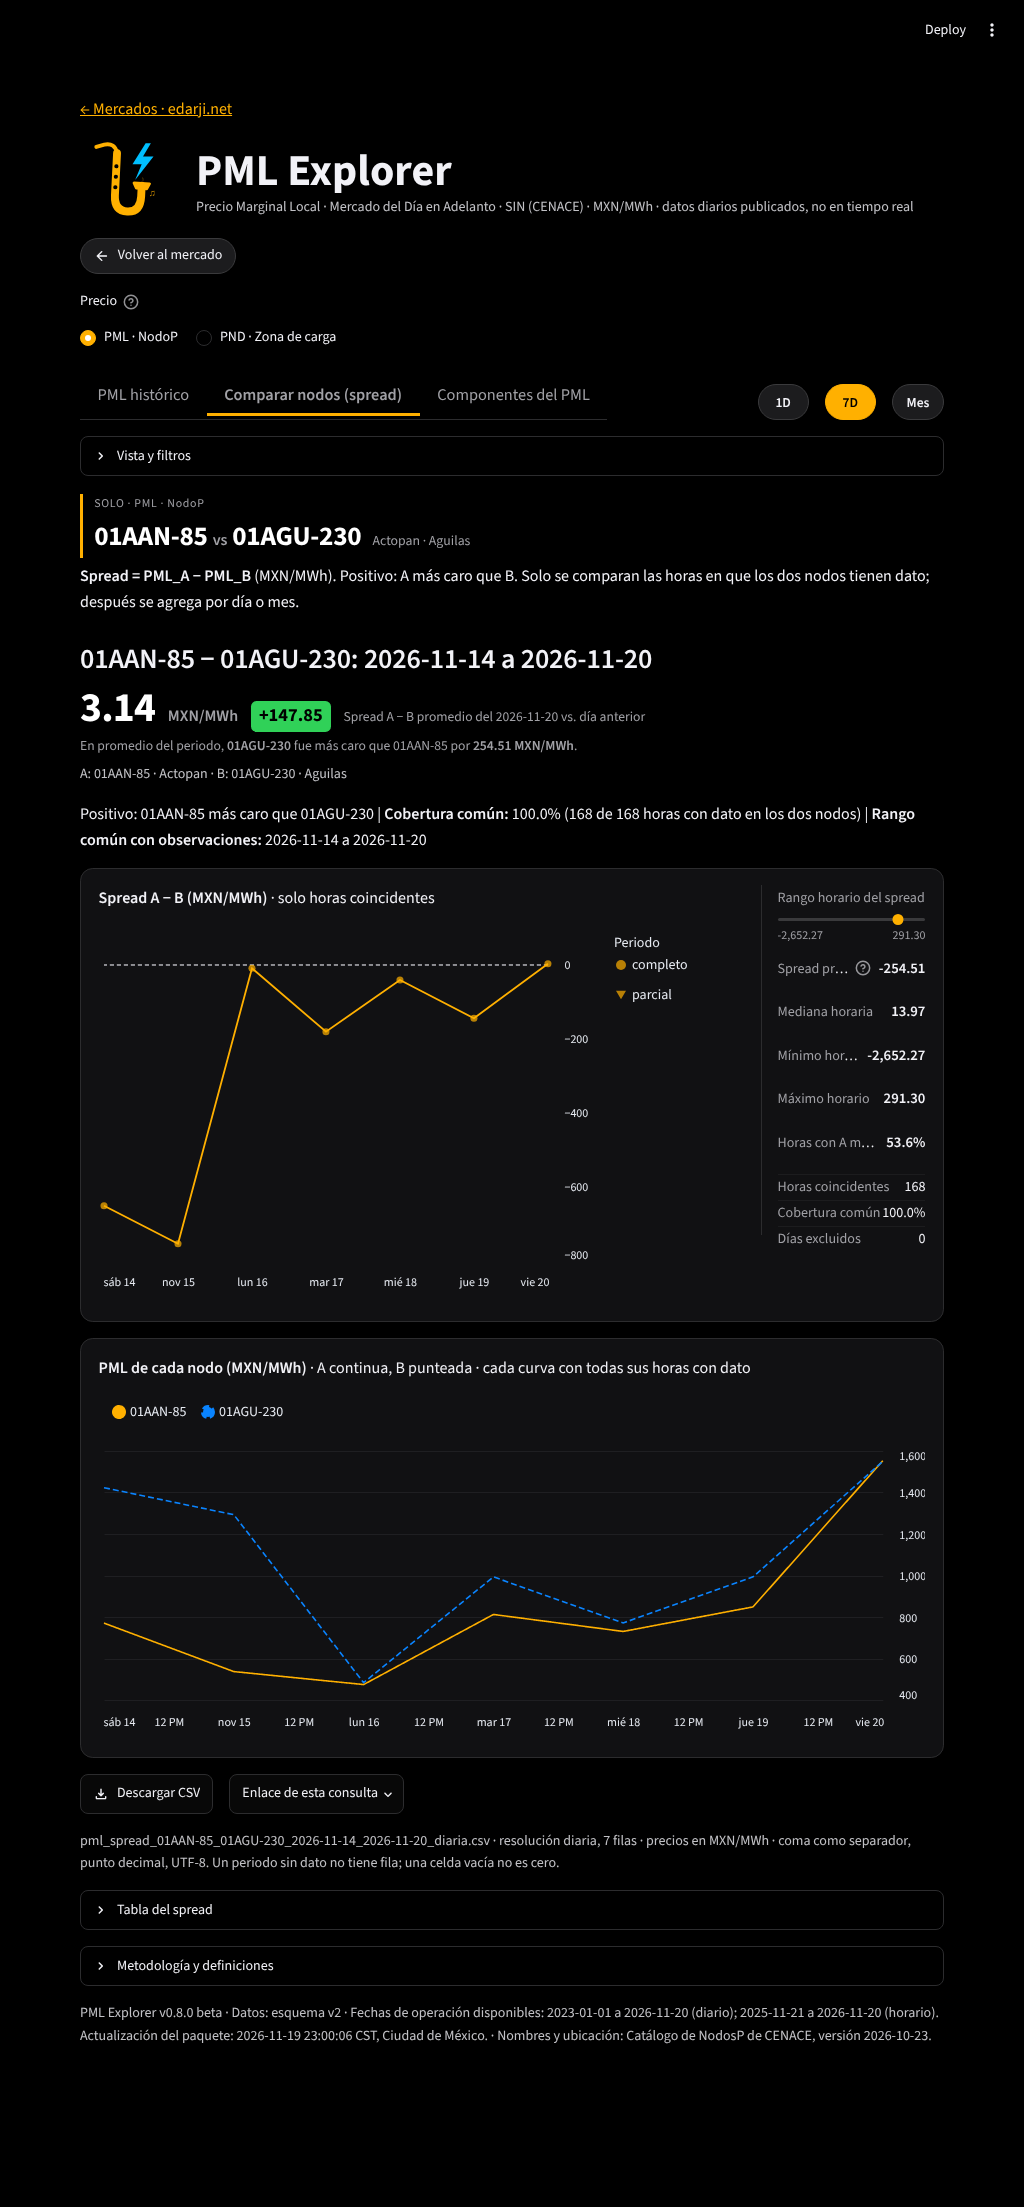 Deploy
← Mercados · edarji.net
PML Explorer
Precio Marginal Local · Mercado del Día en Adelanto · SIN (CENACE) · MXN/MWh · datos diarios publicados, no en tiempo real
Volver al mercado
Precio
PML · NodoP
PND · Zona de carga
PML histórico
Comparar nodos (spread)
Componentes del PML
1D
7D
Mes
Vista y filtros
SOLO · PML · NodoP
01AAN-85 vs 01AGU-230 Actopan · Aguilas
Spread = PML_A − PML_B (MXN/MWh). Positivo: A más caro que B. Solo se comparan las horas en que los dos nodos tienen dato;
después se agrega por día o mes.
01AAN-85 − 01AGU-230: 2026-11-14 a 2026-11-20
3.14 MXN/MWh +147.85 Spread A − B promedio del 2026-11-20 vs. día anterior
En promedio del periodo, 01AGU-230 fue más caro que 01AAN-85 por 254.51 MXN/MWh.
A: 01AAN-85 · Actopan · B: 01AGU-230 · Aguilas
Positivo: 01AAN-85 más caro que 01AGU-230 | Cobertura común: 100.0% (168 de 168 horas con dato en los dos nodos) | Rango
común con observaciones: 2026-11-14 a 2026-11-20
Spread A − B (MXN/MWh) · solo horas coincidentes
Periodo
completo
parcial
0
−200
−400
−600
−800
sáb 14
nov 15
lun 16
mar 17
mié 18
jue 19
vie 20
Rango horario del spread
-2,652.27
291.30
Spread pr… -254.51
Mediana horaria 13.97
Mínimo hor… -2,652.27
Máximo horario 291.30
Horas con A m… 53.6%
Horas coincidentes 168
Cobertura común 100.0%
Días excluidos 0
PML de cada nodo (MXN/MWh) · A continua, B punteada · cada curva con todas sus horas con dato
01AAN-85
01AGU-230
1,600
1,400
1,200
1,000
800
600
400
sáb 14
12 PM
nov 15
12 PM
lun 16
12 PM
mar 17
12 PM
mié 18
12 PM
jue 19
12 PM
vie 20
Descargar CSV
Enlace de esta consulta
pml_spread_01AAN-85_01AGU-230_2026-11-14_2026-11-20_diaria.csv · resolución diaria, 7 filas · precios en MXN/MWh · coma como separador,
punto decimal, UTF-8. Un periodo sin dato no tiene fila; una celda vacía no es cero.
Tabla del spread
Metodología y definiciones
PML Explorer v0.8.0 beta · Datos: esquema v2 · Fechas de operación disponibles: 2023-01-01 a 2026-11-20 (diario); 2025-11-21 a 2026-11-20 (horario).
Actualización del paquete: 2026-11-19 23:00:06 CST, Ciudad de México. · Nombres y ubicación: Catálogo de NodosP de CENACE, versión 2026-10-23.